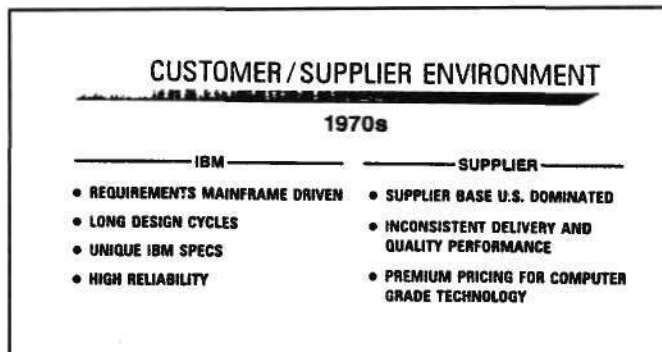 CUSTOMER/SUPPLIER ENVIRONMENT
1970s
IBM
• REQUIREMENTS MAINFRAME DRIVEN
• LONG DESIGN CYCLES
• UNIQUE IBM SPECS
• HIGH RELIABILITY
SUPPLIER
• SUPPLIER BASE U.S. DOMINATED
• INCONSISTENT DELIVERY AND
QUALITY PERFORMANCE
• PREMIUM PRICING FOR COMPUTER
GRADE TECHNOLOGY